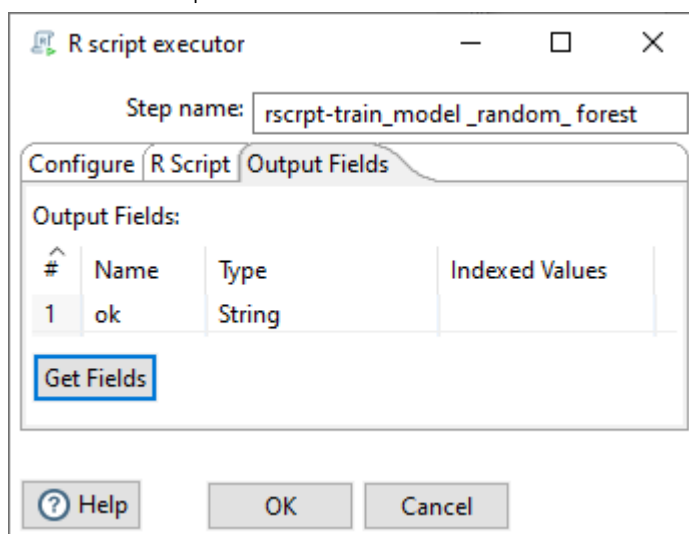 R script executor
Step name: rscrpt-train_model _random_ forest
Configure R Script Output Fields
Output Fields:
# Name Type Indexed Values
1 ok String
Get Fields
? Help OK Cancel